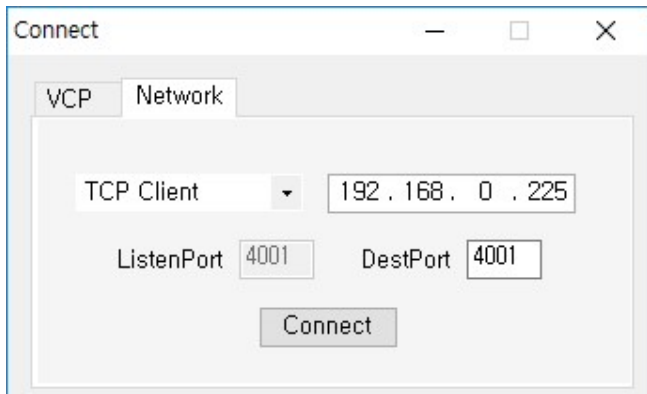 Connect
VCP Network
TCP Client 192 . 168 . 0 . 225
ListenPort 4001 DestPort 4001
Connect